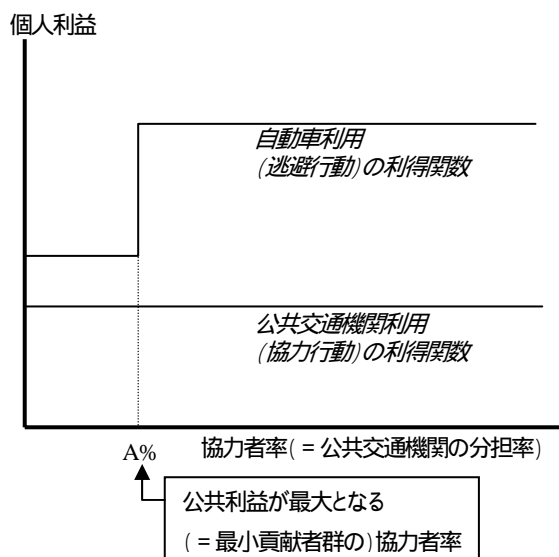 個人利益
自動車利用
(逃避行動)の利得関数
公共交通機関利用
(協力行動)の利得関数
A%
協力者率(=公共交通機関の分担率)
公共利益が最大となる
(=最小貢献者群の)協力者率